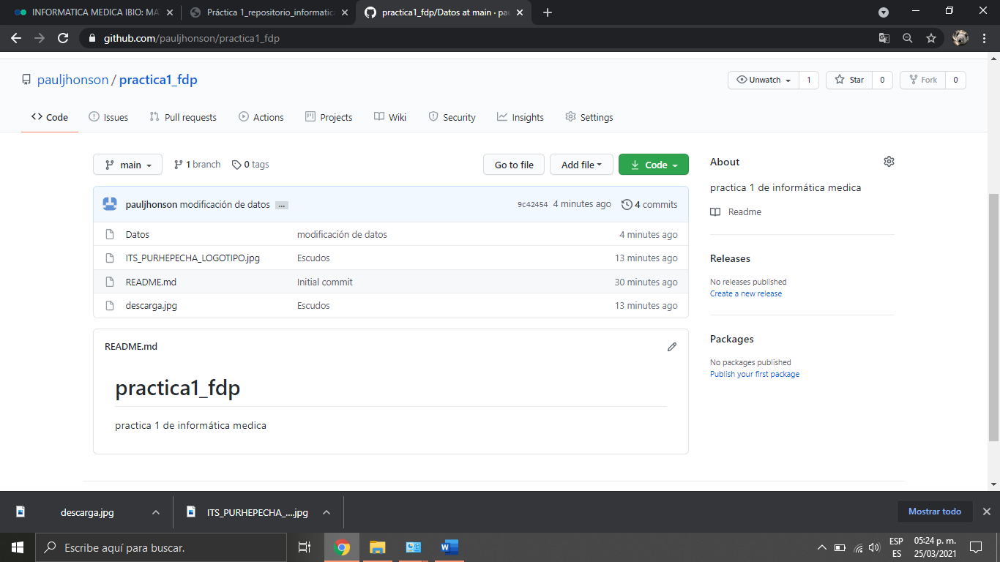 INFORMATICA MEDICA IBIO: MA
Práctica 1_repositorio_informatica
practica1_fdp/Datos at main · pau
github.com/pauljhonson/practica1_fdp
pauljhonson / practica1_fdp
Unwatch 1
Star 0
Fork 0
Code
Issues
Pull requests
Actions
Projects
Wiki
Security
Insights
Settings
main
1 branch
0 tags
Go to file
Add file
Code
pauljhonson modificación de datos ...
9c42454 4 minutes ago
4 commits
Datos modificación de datos 4 minutes ago
ITS_PURHEPECHA_LOGOTIPO.jpg Escudos 13 minutes ago
README.md Initial commit 30 minutes ago
descarga.jpg Escudos 13 minutes ago
README.md
practica1_fdp
practica 1 de informática medica
About
practica 1 de informática medica
Readme
Releases
No releases published
Create a new release
Packages
No packages published
Publish your first package
descarga.jpg
ITS_PURHEPECHA_....jpg
Mostrar todo
Escribe aquí para buscar.
ESP
ES
05:24 p. m.
25/03/2021